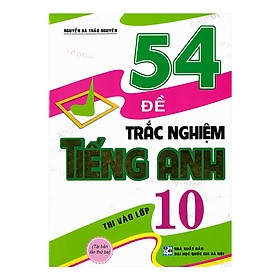 NGUYỄN HÀ THẢO NGUYÊN
54
ĐỀ
TRẮC NGHIỆM
TIẾNG ANH
THI VÀO LỚP
10
(Tái bản
lần thứ ba)
NHÀ XUẤT BẢN
ĐẠI HỌC QUỐC GIA HÀ NỘI